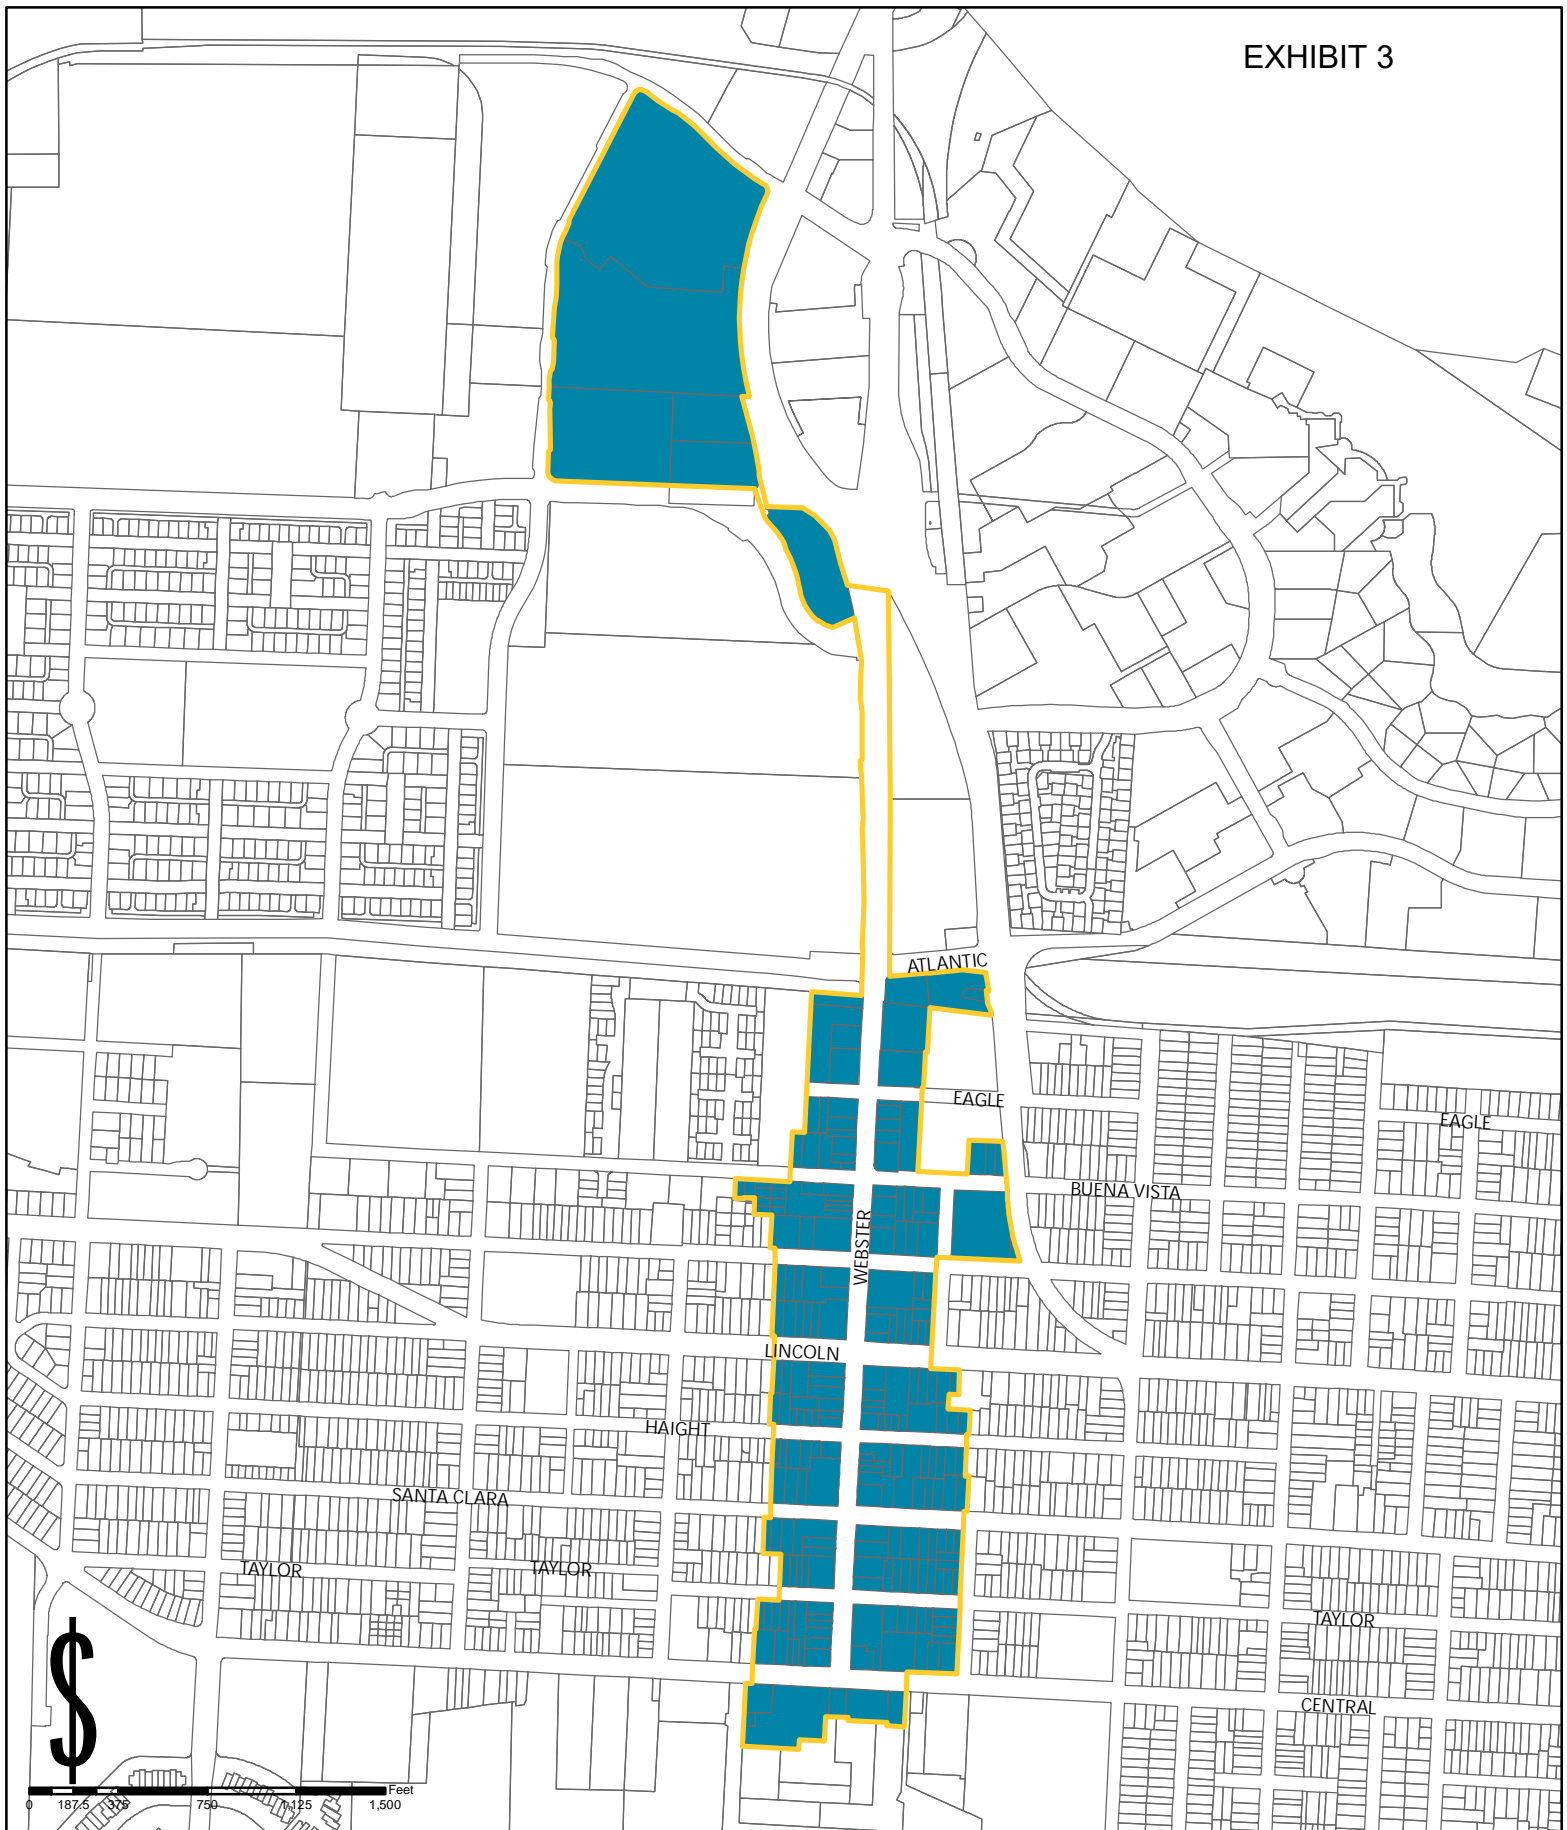 EXHIBIT 3
ATLANTIC
EAGLE
EAGLE
BUENA VISTA
WEBSTER
LINCOLN
HAIGHT
SANTA CLARA
TAYLOR
TAYLOR
TAYLOR
CENTRAL
$
Feet
0 187.5 375 750 1,125 1,500